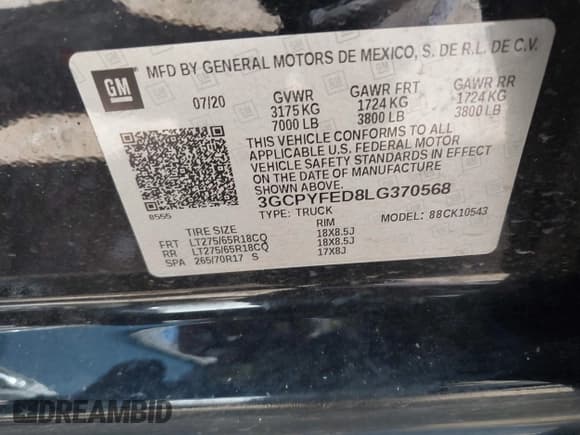 GM
MFD BY GENERAL MOTORS DE MEXICO, S. DE R.L. DE C.V.
07/20 GVWR GAWR FRT GAWR RR
3175 KG 1724 KG 1724 KG
7000 LB 3800 LB 3800 LB
THIS VEHICLE CONFORMS TO ALL
APPLICABLE U.S. FEDERAL MOTOR
VEHICLE SAFETY STANDARDS IN EFFECT
ON THE DATE OF MANUFACTURE
SHOWN ABOVE.
3GCPYFED8LG370568
8555
TYPE: TRUCK MODEL: 88CK10543
TIRE SIZE RIM
FRT LT275/65R18CQ 18X8.5J
RR LT275/65R18CQ 18X8.5J
SPA 265/70R17 S 17X8J
DREAMBID